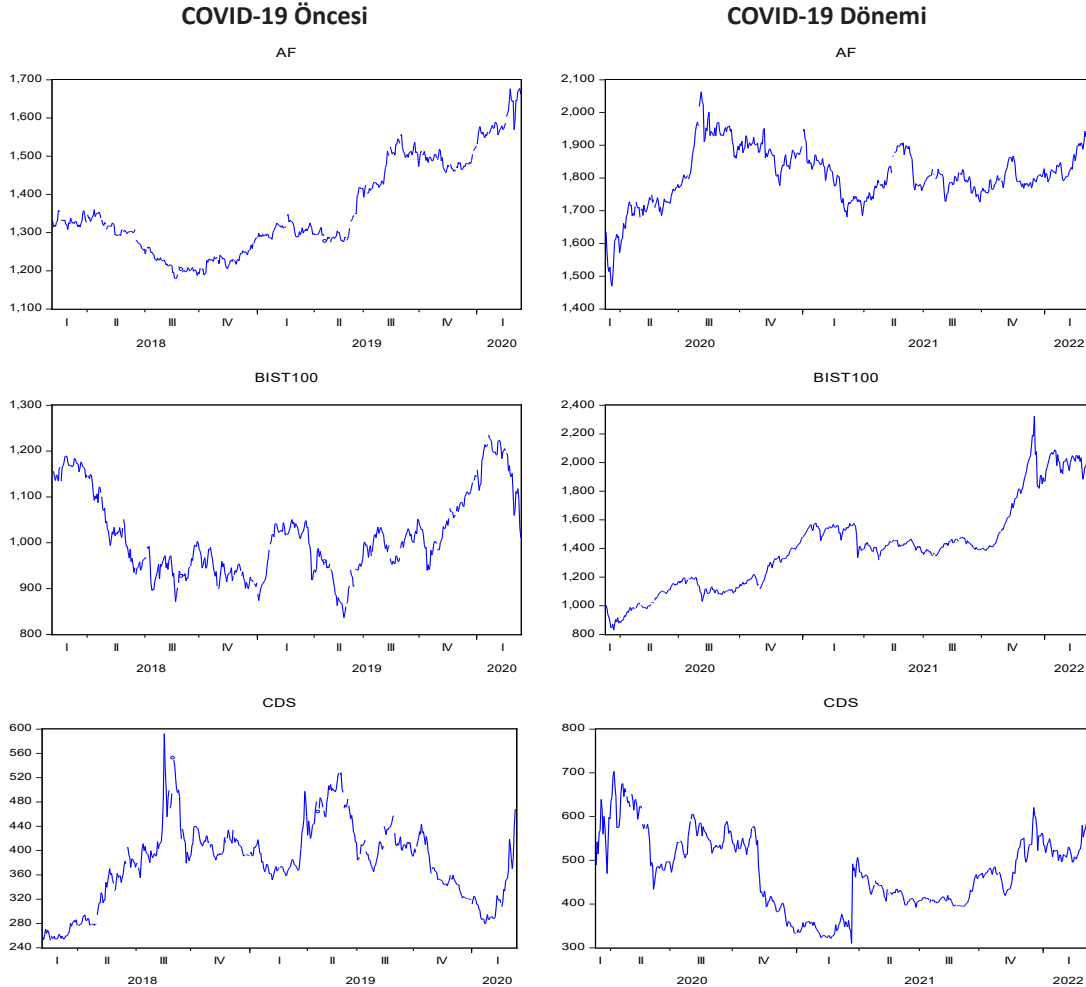 COVID-19 Öncesi
COVID-19 Dönemi
AF
1,700
1,600
1,500
1,400
1,300
1,200
1,100
I II III IV I II III IV I
2018 2019 2020
AF
2,100
2,000
1,900
1,800
1,700
1,600
1,500
1,400
I II III IV I II III IV I
2020 2021 2022
BIST100
1,300
1,200
1,100
1,000
900
800
I II III IV I II III IV I
2018 2019 2020
BIST100
2,400
2,200
2,000
1,800
1,600
1,400
1,200
1,000
800
I II III IV I II III IV I
2020 2021 2022
CDS
600
560
520
480
440
400
360
320
280
240
I II III IV I II III IV I
2018 2019 2020
CDS
800
700
600
500
400
300
I II III IV I II III IV I
2020 2021 2022